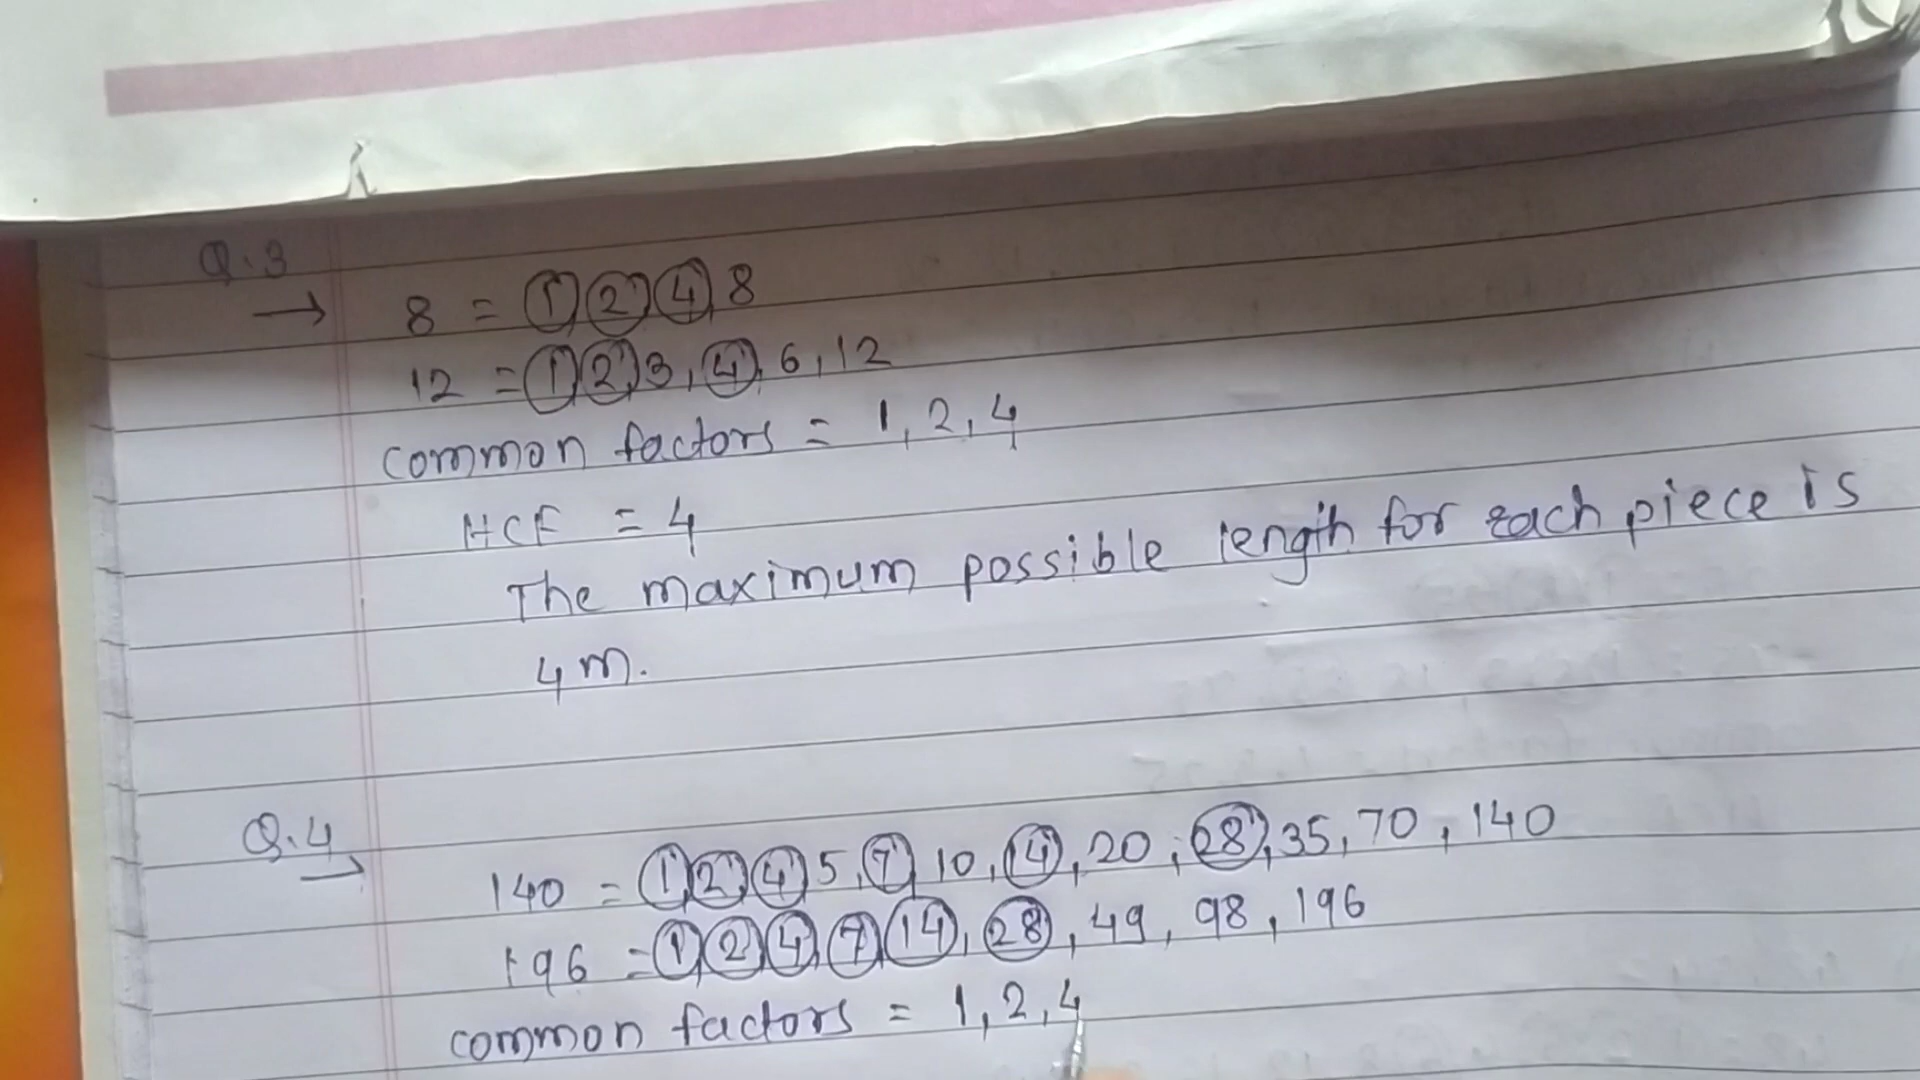 Q.3
→ 8 = 1, 2, 4, 8
12 = 1, 2, 3, 4, 6, 12
common factors = 1, 2, 4
HCF = 4
The maximum possible length for each piece is
4 m.
Q.4
→ 140 = 1, 2, 4, 5, 7, 10, 14, 20, 28, 35, 70, 140
196 = 1, 2, 4, 7, 14, 28, 49, 98, 196
common factors = 1, 2, 4